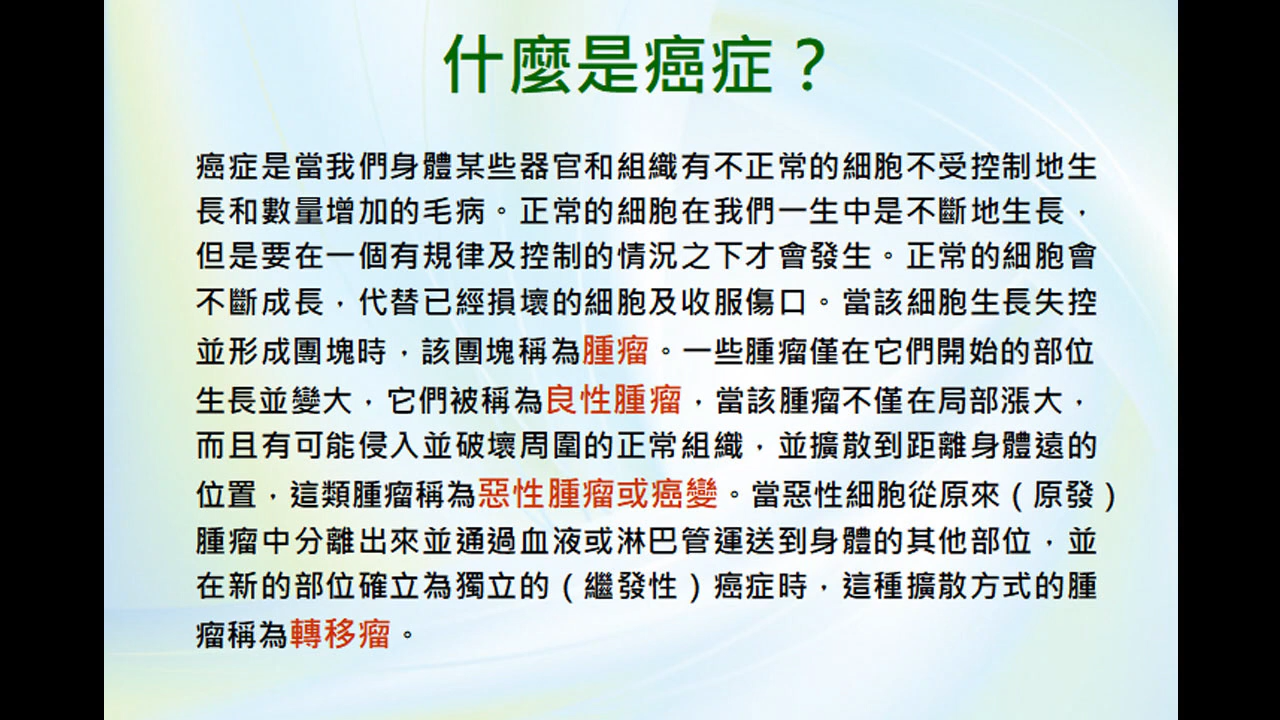 什麼是癌症？
癌症是當我們身體某些器官和組織有不正常的細胞不受控制地生
長和數量增加的毛病。正常的細胞在我們一生中是不斷地生長，
但是要在一個有規律及控制的情況之下才會發生。正常的細胞會
不斷成長，代替已經損壞的細胞及收服傷口。當該細胞生長失控
並形成團塊時，該團塊稱為腫瘤。一些腫瘤僅在它們開始的部位
生長並變大，它們被稱為良性腫瘤，當該腫瘤不僅在局部漲大，
而且有可能侵入並破壞周圍的正常組織，並擴散到距離身體遠的
位置，這類腫瘤稱為惡性腫瘤或癌變。當惡性細胞從原來（原發）
腫瘤中分離出來並通過血液或淋巴管運送到身體的其他部位，並
在新的部位確立為獨立的（繼發性）癌症時，這種擴散方式的腫
瘤稱為轉移瘤。